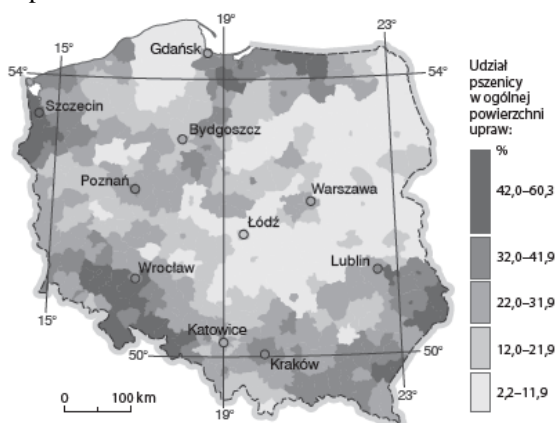 19°
23°
15°
Gdańsk
54°
54°
Szczecin
Bydgoszcz
Poznań
Warszawa
Łódź
Wrocław
Lublin
15°
Katowice
50°
Kraków
50°
0 100 km
19°
23°
Udział
pszenicy
w ogólnej
powierzchni
upraw:
%
42,0–60,3
32,0–41,9
22,0–31,9
12,0–21,9
2,2–11,9